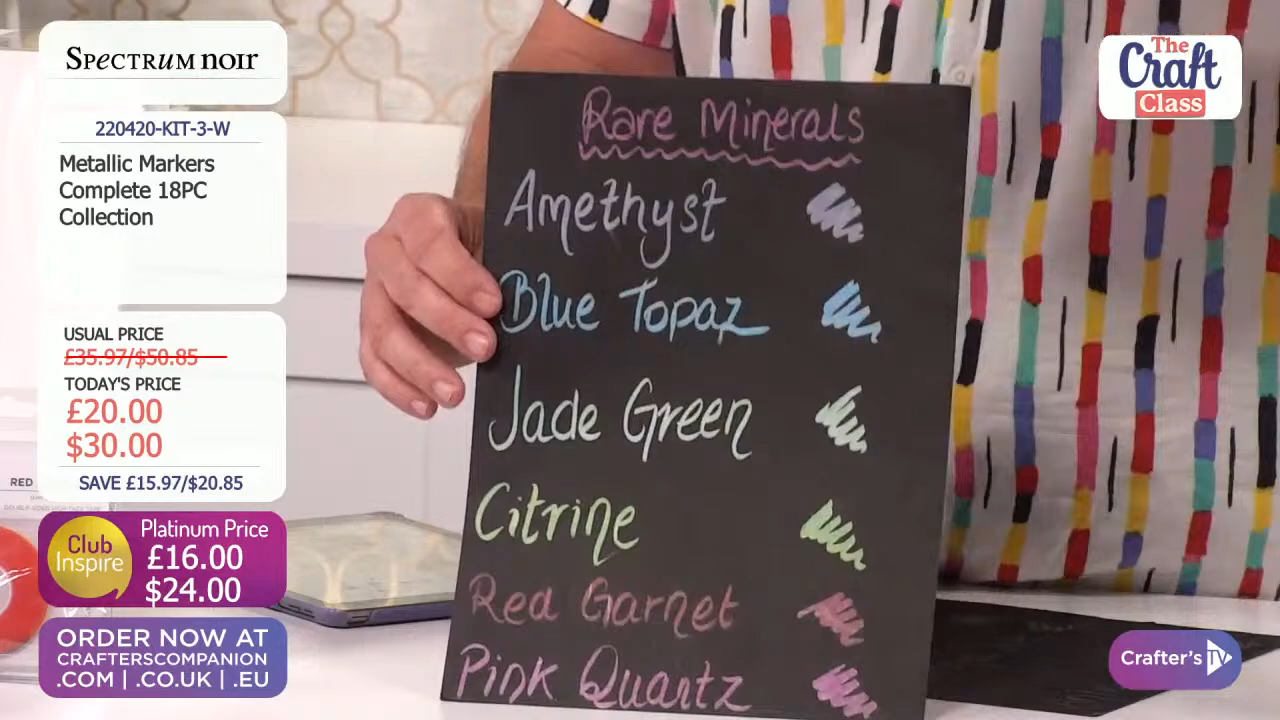 Spectrum noir
220420-KIT-3-W
Metallic Markers
Complete 18PC
Collection
USUAL PRICE
£35.97/$50.85
TODAY'S PRICE
£20.00
$30.00
SAVE £15.97/$20.85
Club
Inspire
Platinum Price
£16.00
$24.00
ORDER NOW AT
CRAFTERSCOMPANION
.COM | .CO.UK | .EU
RED
Rare Minerals
Amethyst
Blue Topaz
Jade Green
Citrine
Red Garnet
Pink Quartz
The
Craft
Class
Crafter's TV